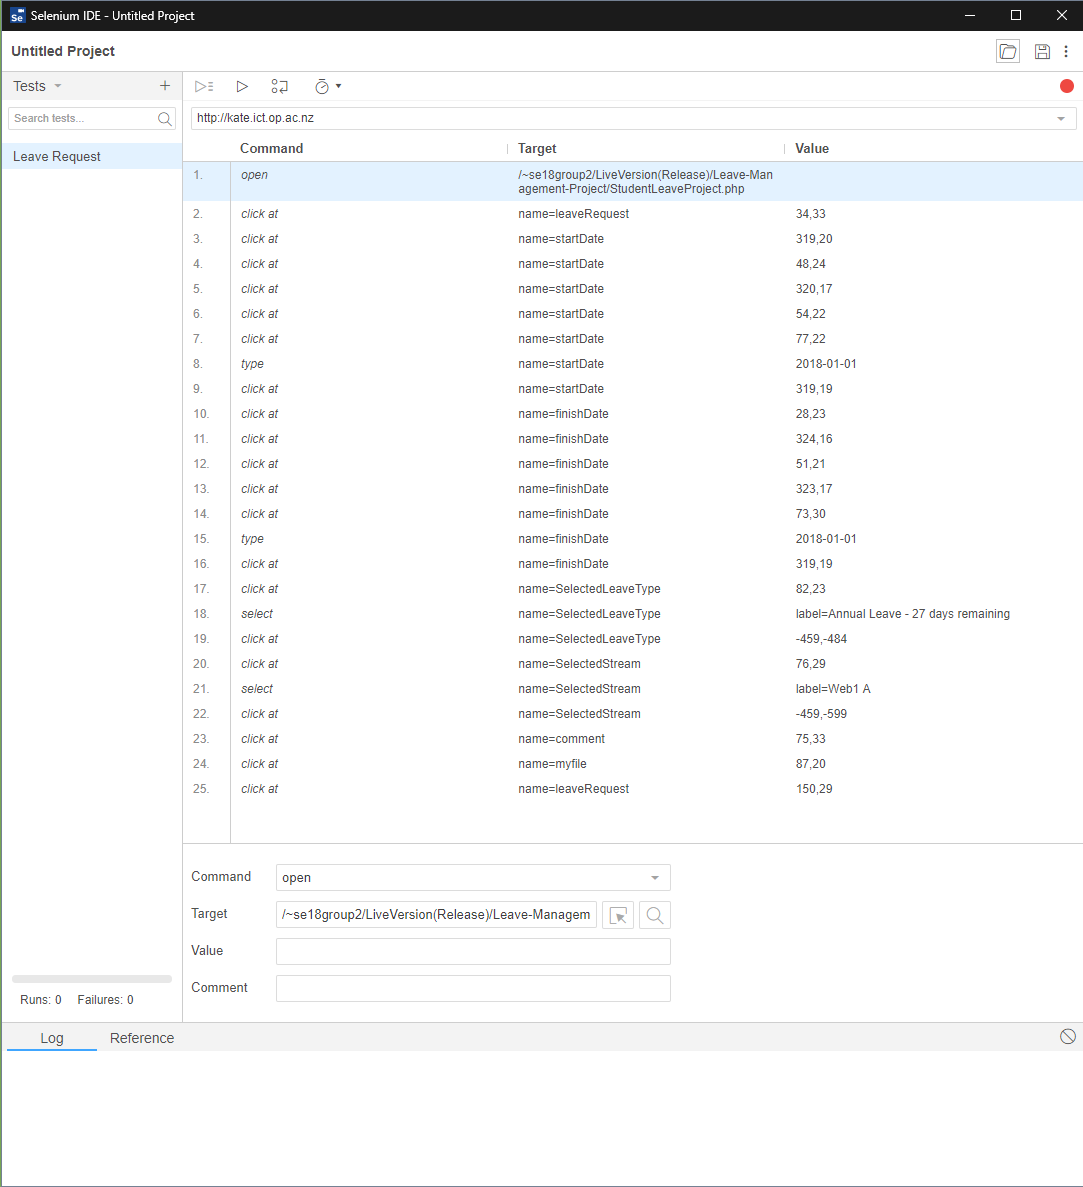 Se Selenium IDE - Untitled Project
Untitled Project
Tests
Search tests...
Leave Request
http://kate.ict.op.ac.nz
Command Target Value
1. open /~se18group2/LiveVersion(Release)/Leave-Man
agement-Project/StudentLeaveProject.php
2. click at name=leaveRequest 34,33
3. click at name=startDate 319,20
4. click at name=startDate 48,24
5. click at name=startDate 320,17
6. click at name=startDate 54,22
7. click at name=startDate 77,22
8. type name=startDate 2018-01-01
9. click at name=startDate 319,19
10. click at name=finishDate 28,23
11. click at name=finishDate 324,16
12. click at name=finishDate 51,21
13. click at name=finishDate 323,17
14. click at name=finishDate 73,30
15. type name=finishDate 2018-01-01
16. click at name=finishDate 319,19
17. click at name=SelectedLeaveType 82,23
18. select name=SelectedLeaveType label=Annual Leave - 27 days remaining
19. click at name=SelectedLeaveType -459,-484
20. click at name=SelectedStream 76,29
21. select name=SelectedStream label=Web1 A
22. click at name=SelectedStream -459,-599
23. click at name=comment 75,33
24. click at name=myfile 87,20
25. click at name=leaveRequest 150,29
Command open
Target /~se18group2/LiveVersion(Release)/Leave-Managem
Value
Comment
Runs: 0 Failures: 0
Log Reference